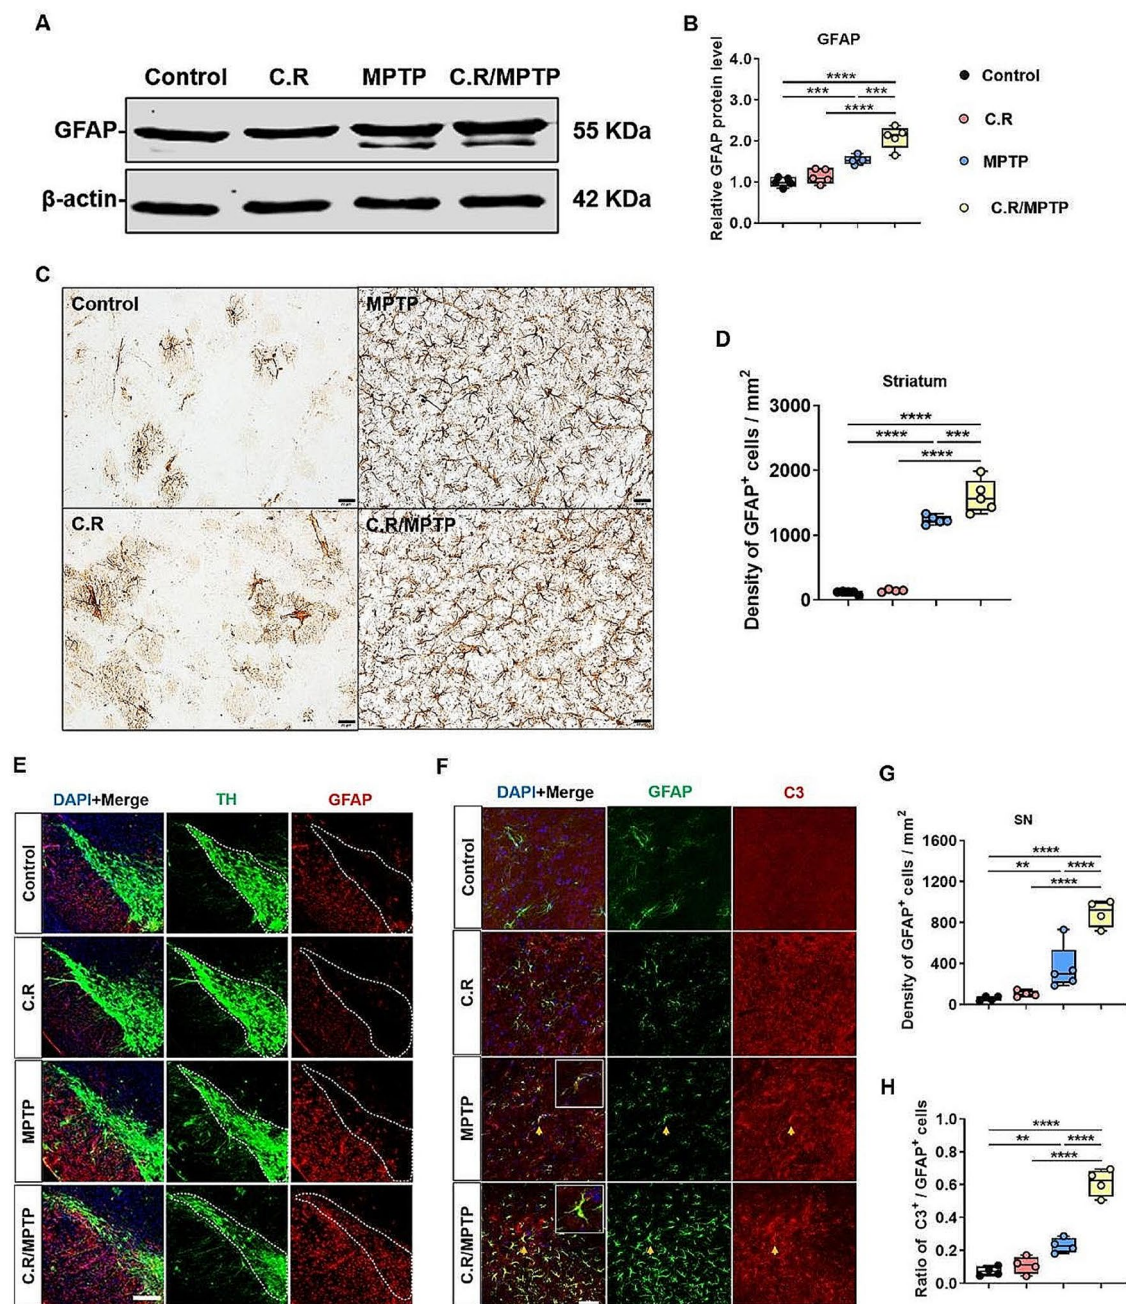 A
Control C.R MPTP C.R/MPTP
GFAP- 55 KDa
β-actin- 42 KDa
B
GFAP
Relative GFAP protein level
4.0
3.0
2.0
1.0
0.0
****
*** ***
****
Control
C.R
MPTP
C.R/MPTP
C
Control MPTP
C.R C.R/MPTP
D
Striatum
Density of GFAP⁺ cells / mm²
3000
2000
1000
0
****
**** ***
****
E
DAPI+Merge TH GFAP
Control
C.R
MPTP
C.R/MPTP
F
DAPI+Merge GFAP C3
Control
C.R
MPTP
C.R/MPTP
G
SN
Density of GFAP⁺ cells / mm²
1600
1200
800
400
0
****
** ****
****
H
Ratio of C3⁺ / GFAP⁺ cells
1.0
0.8
0.6
0.4
0.2
0.0
****
** ****
****